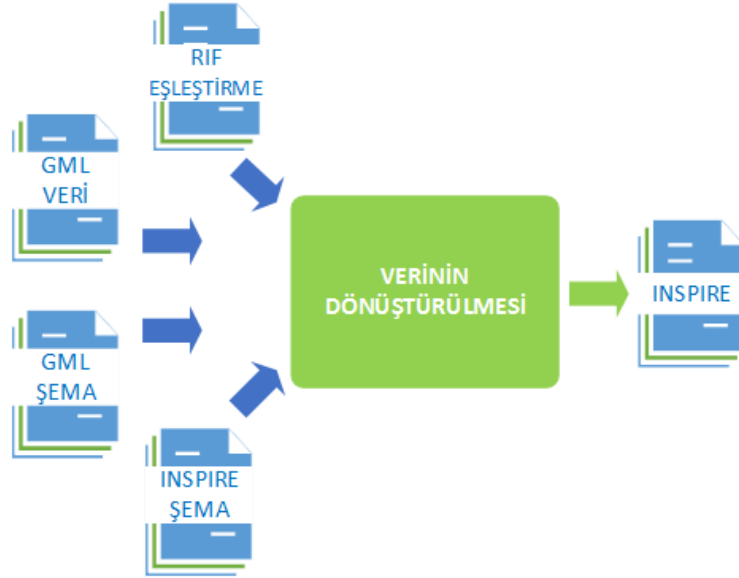 RIF
EŞLEŞTİRME
GML
VERİ
VERİNİN
DÖNÜŞTÜRÜLMESİ
INSPIRE
GML
ŞEMA
INSPIRE
ŞEMA